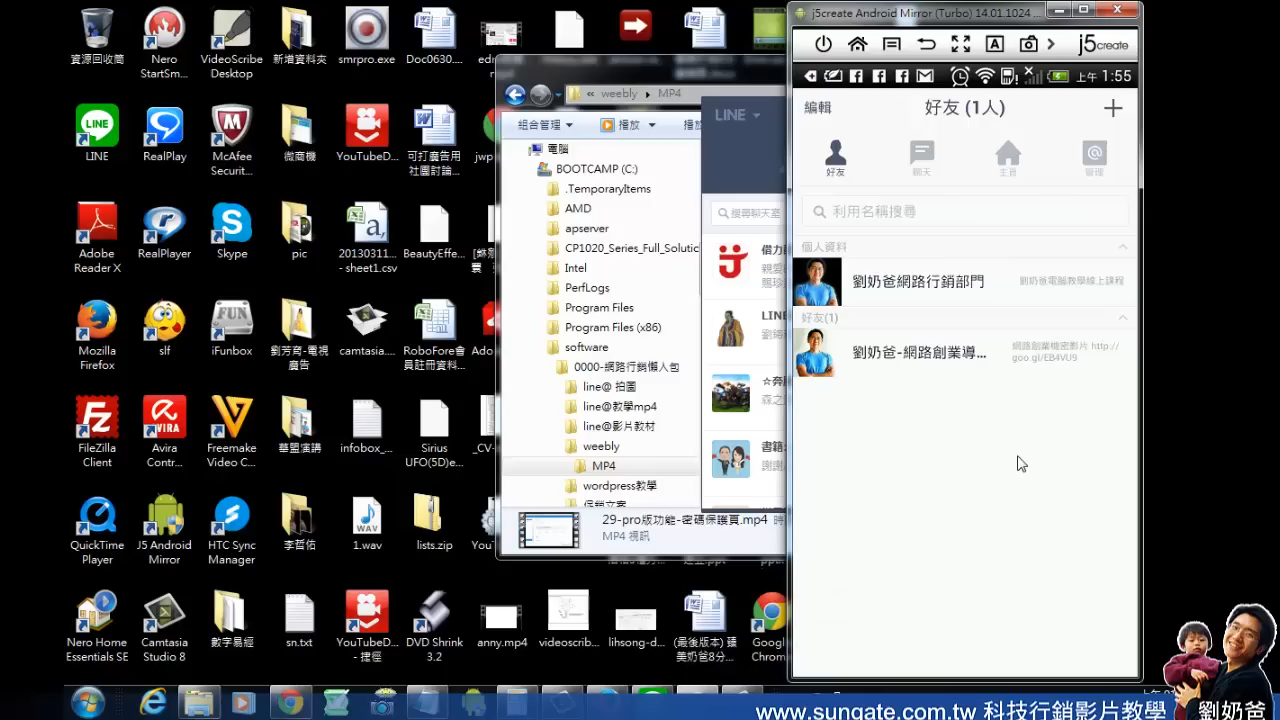 資源回收筒
Nero
StartSm...
VideoScribe
Desktop
新增資料夾
smrpro.exe
Doc0630....
LINE
RealPlay
McAfee
Securit...
微商機
YouTubeD...
可打廣告用
社團討論...
Adobe
Reader X
RealPlayer
Skype
pic
20130311...
- sheet1.csv
BeautyEffe...
Mozilla
Firefox
slf
iFunbox
劉芳育-電視
廣告
camtasia....
RoboFore會
員註冊資料...
FileZilla
Client
Avira
Contr...
Freemake
Video C...
華盟演講
infobox_...
Sirius
UFO(5D)e...
QuickTime
Player
J5 Android
Mirror
HTC Sync
Manager
李哲佑
1.wav
lists.zip
Nero Home
Essentials SE
Camtasia
Studio 8
數字易經
sn.txt
YouTubeD...
- 捷徑
DVD Shrink
3.2
anny.mp4
videoscrib...
lihsong-d...
(最後版本) 臻
美奶爸8分...
Google
Chrom
« weebly ▸ MP4
組合管理 ▼
播放 ▼
電腦
BOOTCAMP (C:)
.TemporaryItems
AMD
apserver
CP1020_Series_Full_Solutic
Intel
PerfLogs
Program Files
Program Files (x86)
software
0000-網路行銷懶人包
line@ 拍圖
line@教學mp4
line@影片教材
weebly
MP4
wordpress教學
29-pro版功能-密碼保護頁.mp4
MP4 視訊
LINE
搜尋聊天室
借力
LINE
書籍:
j5create Android Mirror (Turbo) 14.01.1024 ...
j5create
上午 1:55
編輯
好友 (1人)
好友
聊天
主頁
管理
利用名稱搜尋
個人資料
劉奶爸網路行銷部門
劉奶爸電腦教學線上課程
好友(1)
劉奶爸-網路創業導...
網路創業機密影片 http://
goo.gl/EB4VU9
www.sungate.com.tw 科技行銷影片教學
劉奶爸